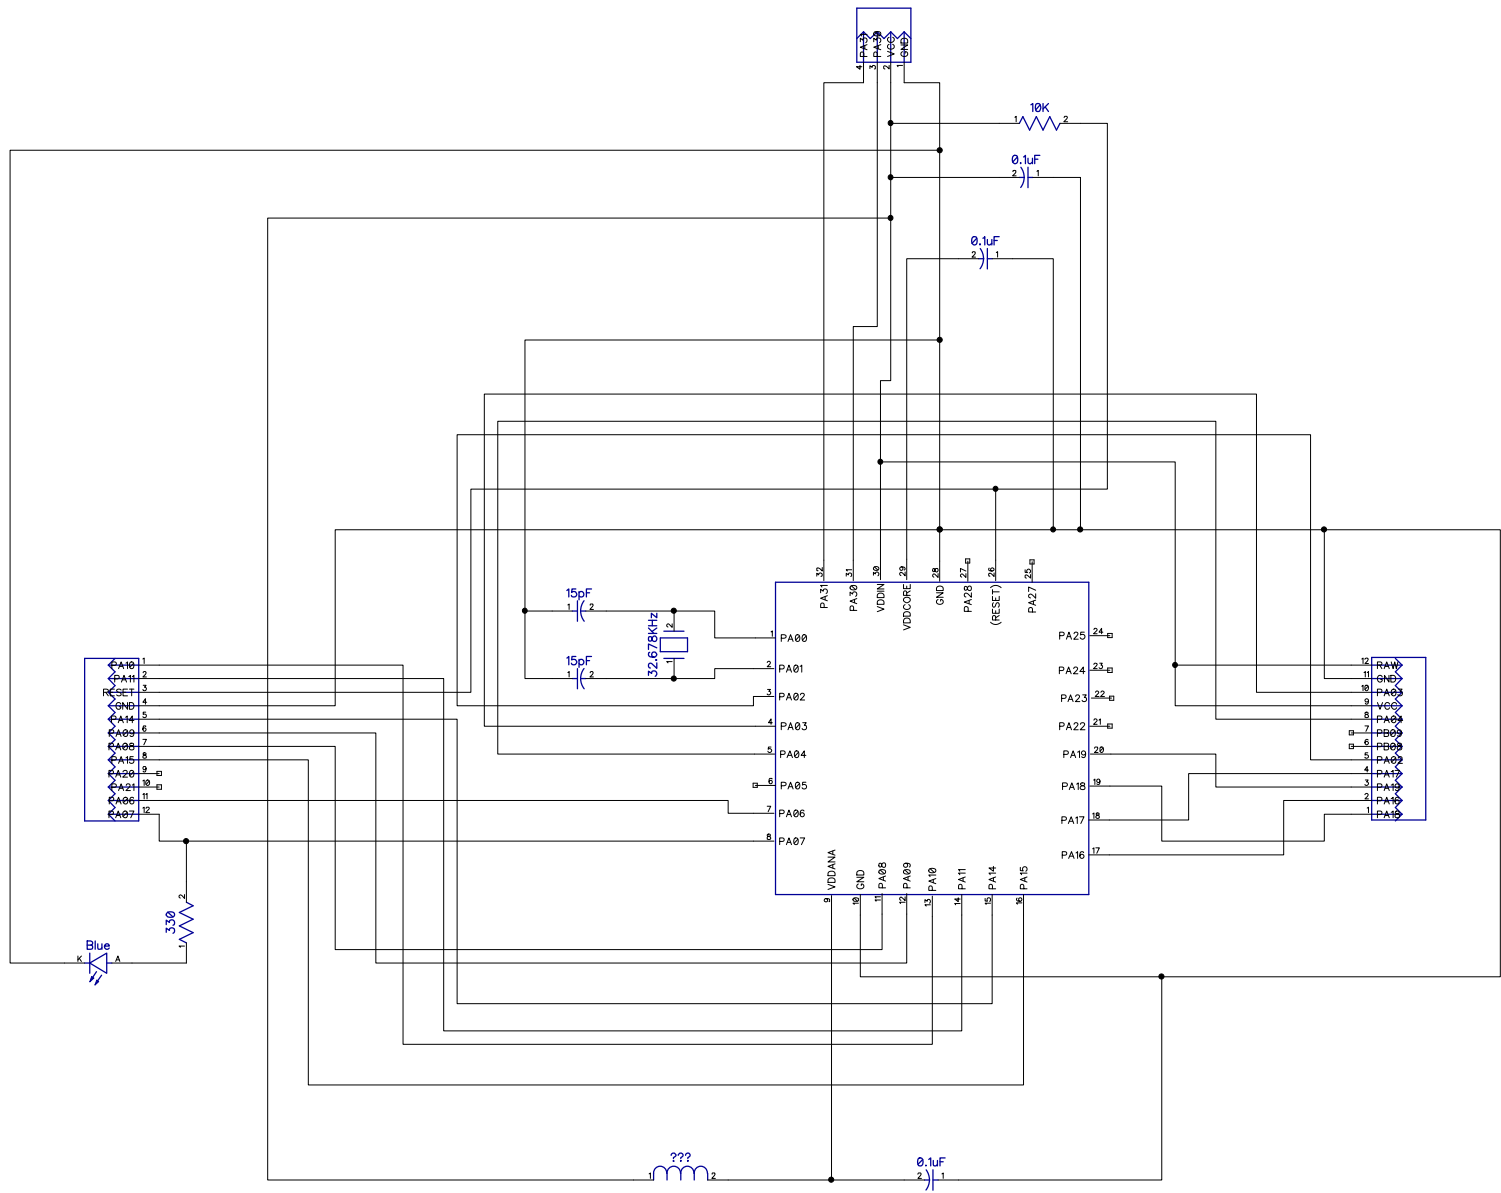 PA31 PA30 VCC GND
4 3 2 1
10K
1 2
0.1uF
2 1
0.1uF
2 1
32 31 30 29 28 27 26 25
PA31 PA30 VDDIN VDDCORE GND PA28 (RESET) PA27
15pF
1 2
15pF
1 2
32.678KHz
2
1
1 PA00
2 PA01
3 PA02
4 PA03
5 PA04
6 PA05
7 PA06
8 PA07
PA25 24
PA24 23
PA23 22
PA22 21
PA19 20
PA18 19
PA17 18
PA16 17
VDDANA GND PA08 PA09 PA10 PA11 PA14 PA15
9 10 11 12 13 14 15 16
PA10 1
PA11 2
RESET 3
GND 4
PA14 5
PA09 6
PA08 7
PA15 8
PA20 9
PA21 10
PA06 11
PA07 12
12 RAW
11 GND
10 PA03
9 VCC
8 PA04
7 PB09
6 PB08
5 PA02
4 PA17
3 PA19
2 PA16
1 PA18
2
330
1
Blue
K A
???
1 2
0.1uF
2 1